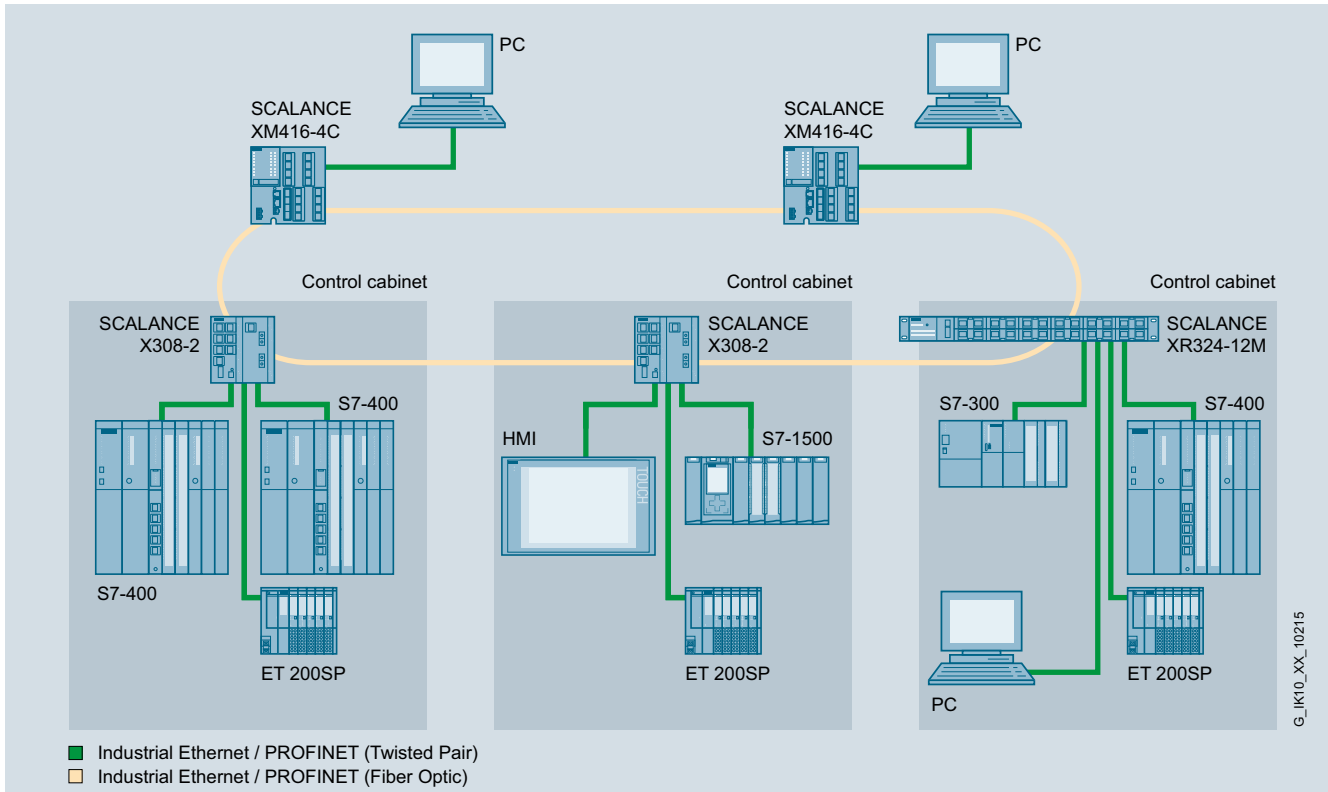 PC
PC
SCALANCE
XM416-4C
SCALANCE
XM416-4C
Control cabinet
Control cabinet
Control cabinet
SCALANCE
X308-2
SCALANCE
X308-2
SCALANCE
XR324-12M
S7-400
HMI
S7-1500
S7-300
S7-400
TOUCH
S7-400
ET 200SP
ET 200SP
PC
ET 200SP
G_IK10_XX_10215
Industrial Ethernet / PROFINET (Twisted Pair)
Industrial Ethernet / PROFINET (Fiber Optic)